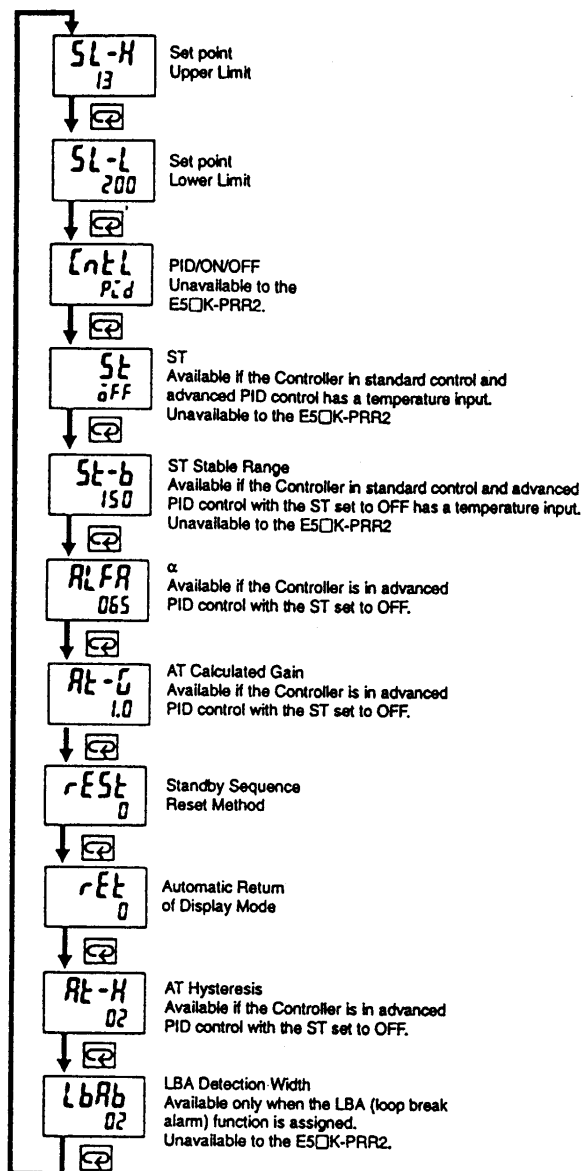 SL-H
13
Set point
Upper Limit
SL-L
200
Set point
Lower Limit
CntL
Pid
PID/ON/OFF
Unavailable to the
E5□K-PRR2.
St
oFF
ST
Available if the Controller in standard control and
advanced PID control has a temperature input.
Unavailable to the E5□K-PRR2
St-b
150
ST Stable Range
Available if the Controller in standard control and advanced
PID control with the ST set to OFF has a temperature input.
Unavailable to the E5□K-PRR2
ALFA
065
α
Available if the Controller is in advanced
PID control with the ST set to OFF.
At-G
1.0
AT Calculated Gain
Available if the Controller is in advanced
PID control with the ST set to OFF.
rESt
0
Standby Sequence
Reset Method
rEt
0
Automatic Return
of Display Mode
At-H
02
AT Hysteresis
Available if the Controller is in advanced
PID control with the ST set to OFF.
LbAb
02
LBA Detection Width
Available only when the LBA (loop break
alarm) function is assigned.
Unavailable to the E5□K-PRR2.